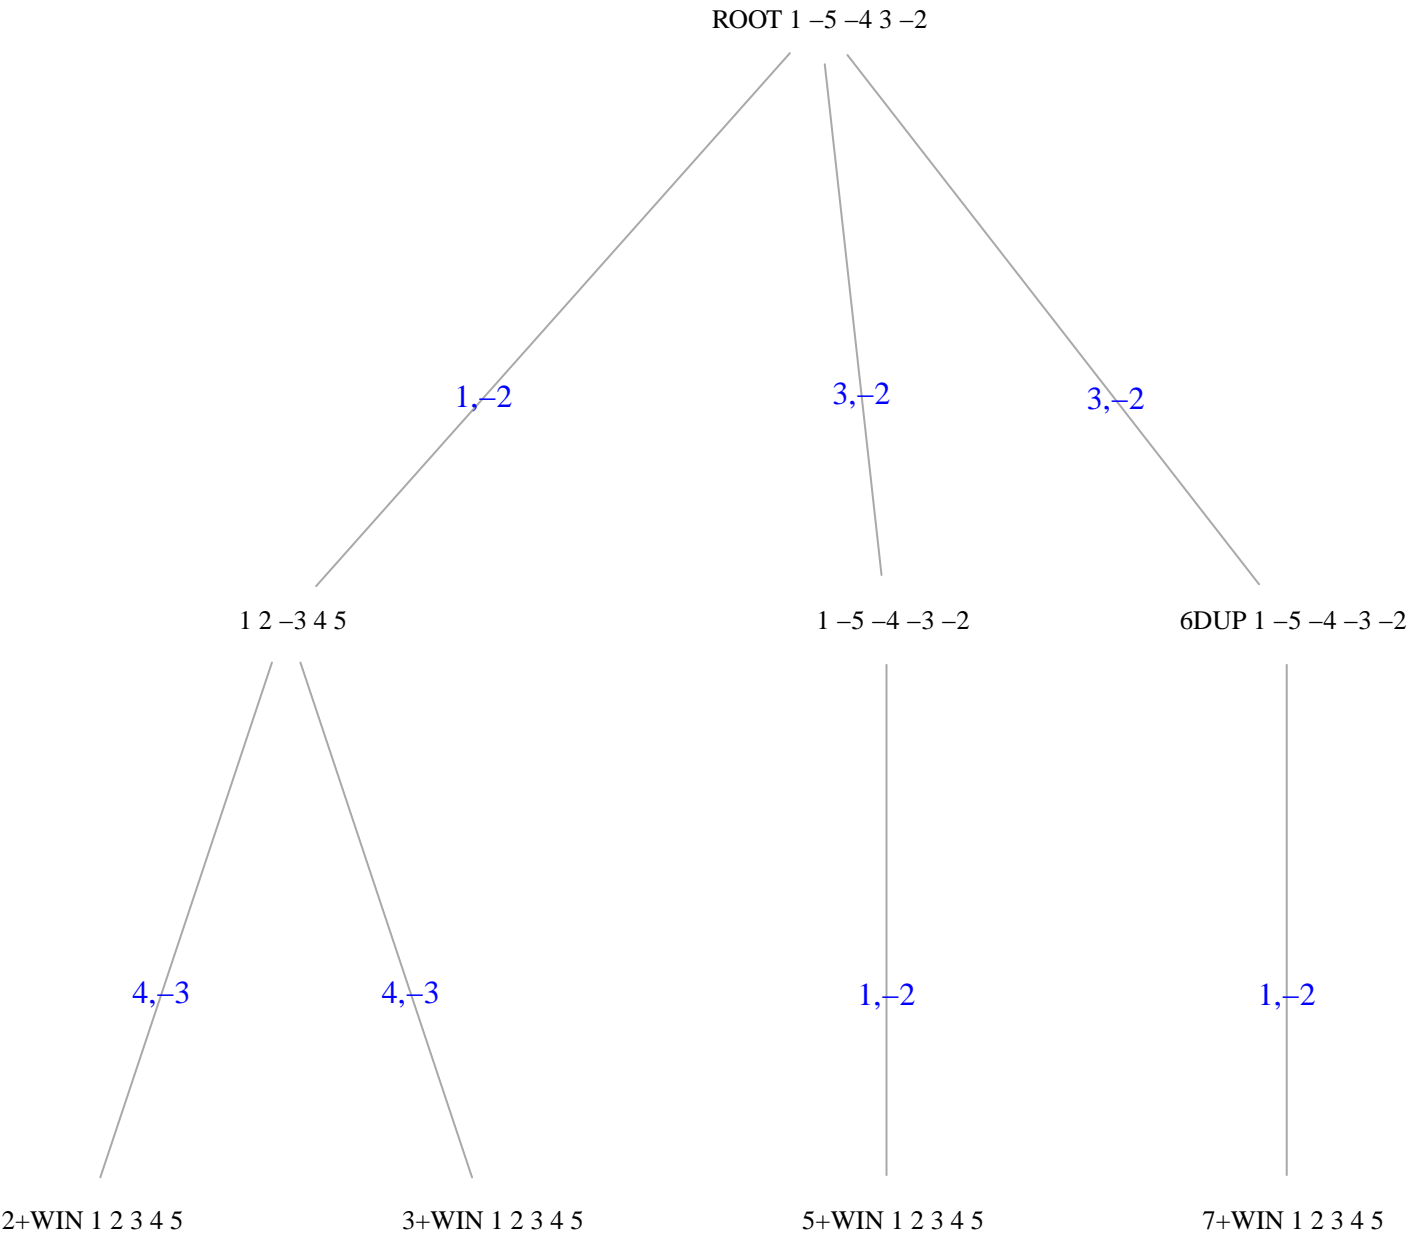 ROOT 1 –5 –4 3 –2
1,–2
3,–2
3,–2
1 2 –3 4 5
1 –5 –4 –3 –2
6DUP 1 –5 –4 –3 –2
4,–3
4,–3
1,–2
1,–2
2+WIN 1 2 3 4 5
3+WIN 1 2 3 4 5
5+WIN 1 2 3 4 5
7+WIN 1 2 3 4 5